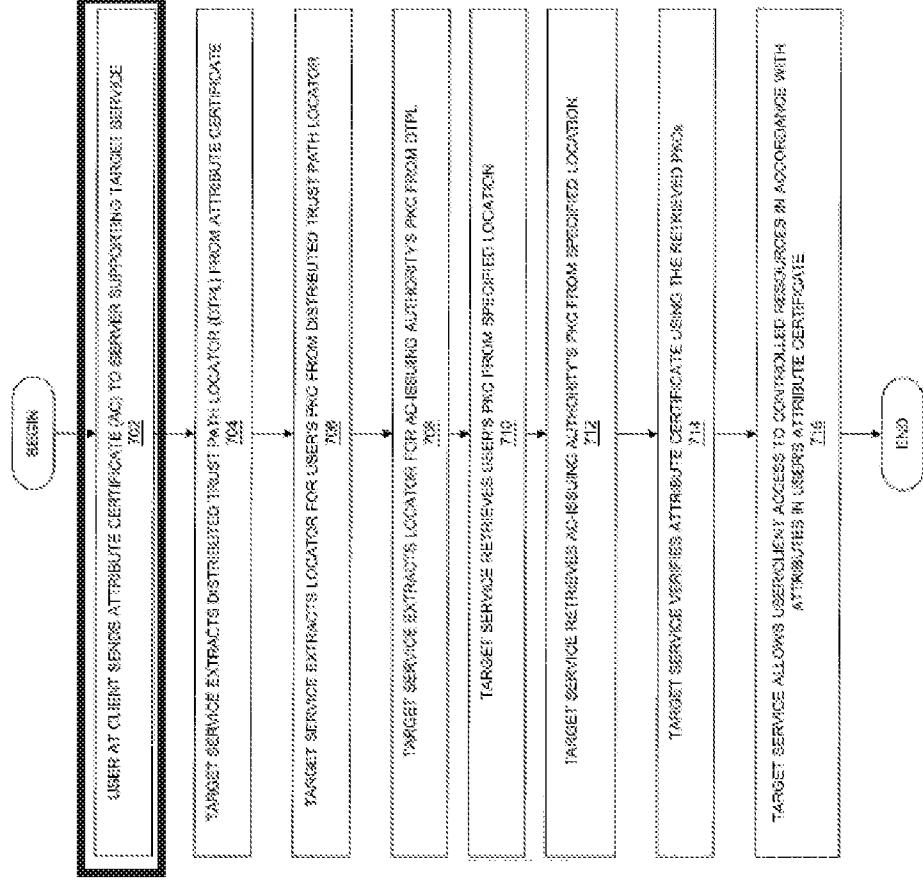 BEGIN
USER AT CLIENT SENDS ATTRIBUTE CERTIFICATE (AC) TO SERVER SUPPORTING TARGET SERVICE
702
TARGET SERVICE EXTRACTS DISTRIBUTED TRUST PATH LOCATOR (DTPL) FROM ATTRIBUTE CERTIFICATE
704
TARGET SERVICE EXTRACTS LOCATOR FOR USER'S PKC FROM DISTRIBUTED TRUST PATH LOCATOR
706
TARGET SERVICE EXTRACTS LOCATOR FOR AC-ISSUING AUTHORITY'S PKC FROM DTPL
708
TARGET SERVICE RETRIEVES USER'S PKC FROM SPECIFIED LOCATION
710
TARGET SERVICE RETRIEVES AC-ISSUING AUTHORITY'S PKC FROM SPECIFIED LOCATION
712
TARGET SERVICE VERIFIES ATTRIBUTE CERTIFICATE USING THE RETRIEVED PKCs
714
TARGET SERVICE ALLOWS USER/CLIENT ACCESS TO CONTROLLED RESOURCES IN ACCORDANCE WITH
ATTRIBUTES IN USER'S ATTRIBUTE CERTIFICATE
716
END